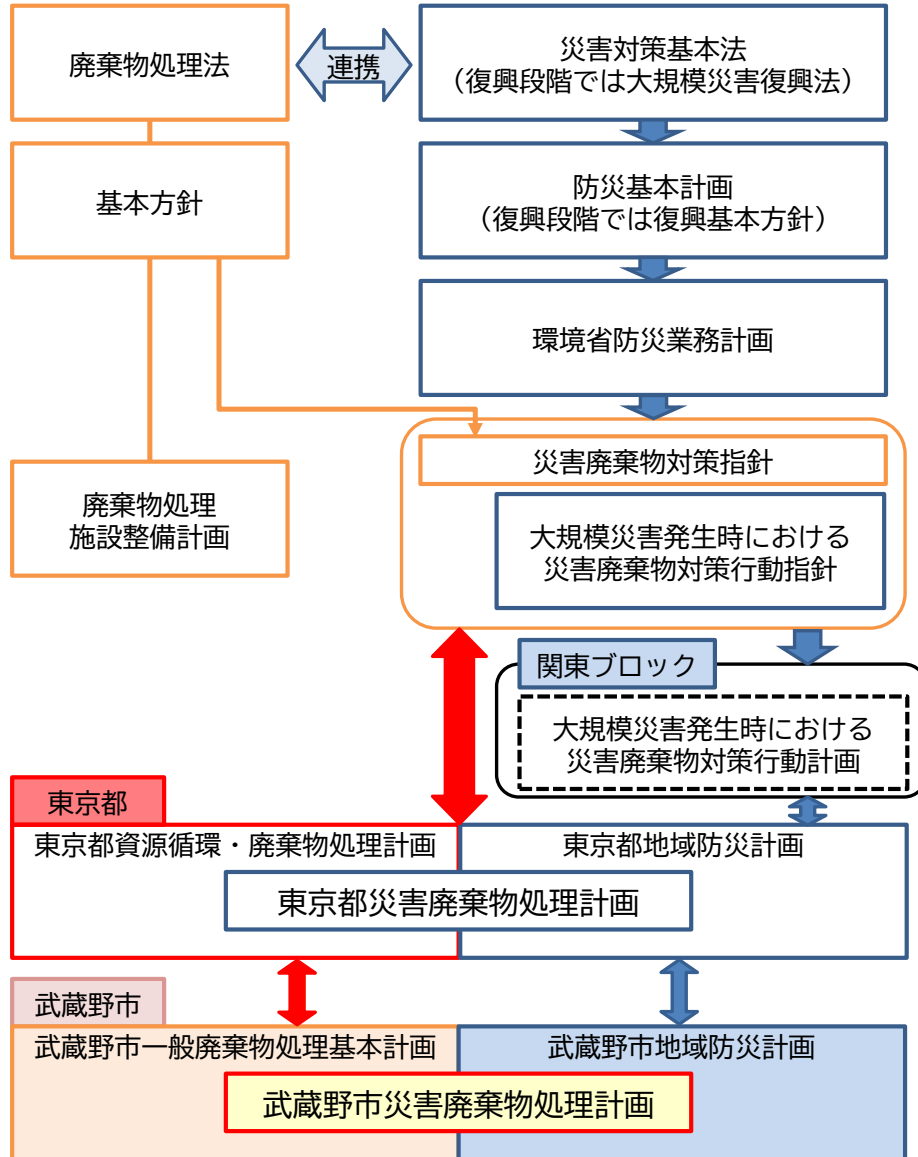 廃棄物処理法
連携
災害対策基本法
（復興段階では大規模災害復興法）
基本方針
防災基本計画
（復興段階では復興基本方針）
環境省防災業務計画
災害廃棄物対策指針
廃棄物処理
施設整備計画
大規模災害発生時における
災害廃棄物対策行動指針
関東ブロック
大規模災害発生時における
災害廃棄物対策行動計画
東京都
東京都資源循環・廃棄物処理計画
東京都地域防災計画
東京都災害廃棄物処理計画
武蔵野市
武蔵野市一般廃棄物処理基本計画
武蔵野市地域防災計画
武蔵野市災害廃棄物処理計画